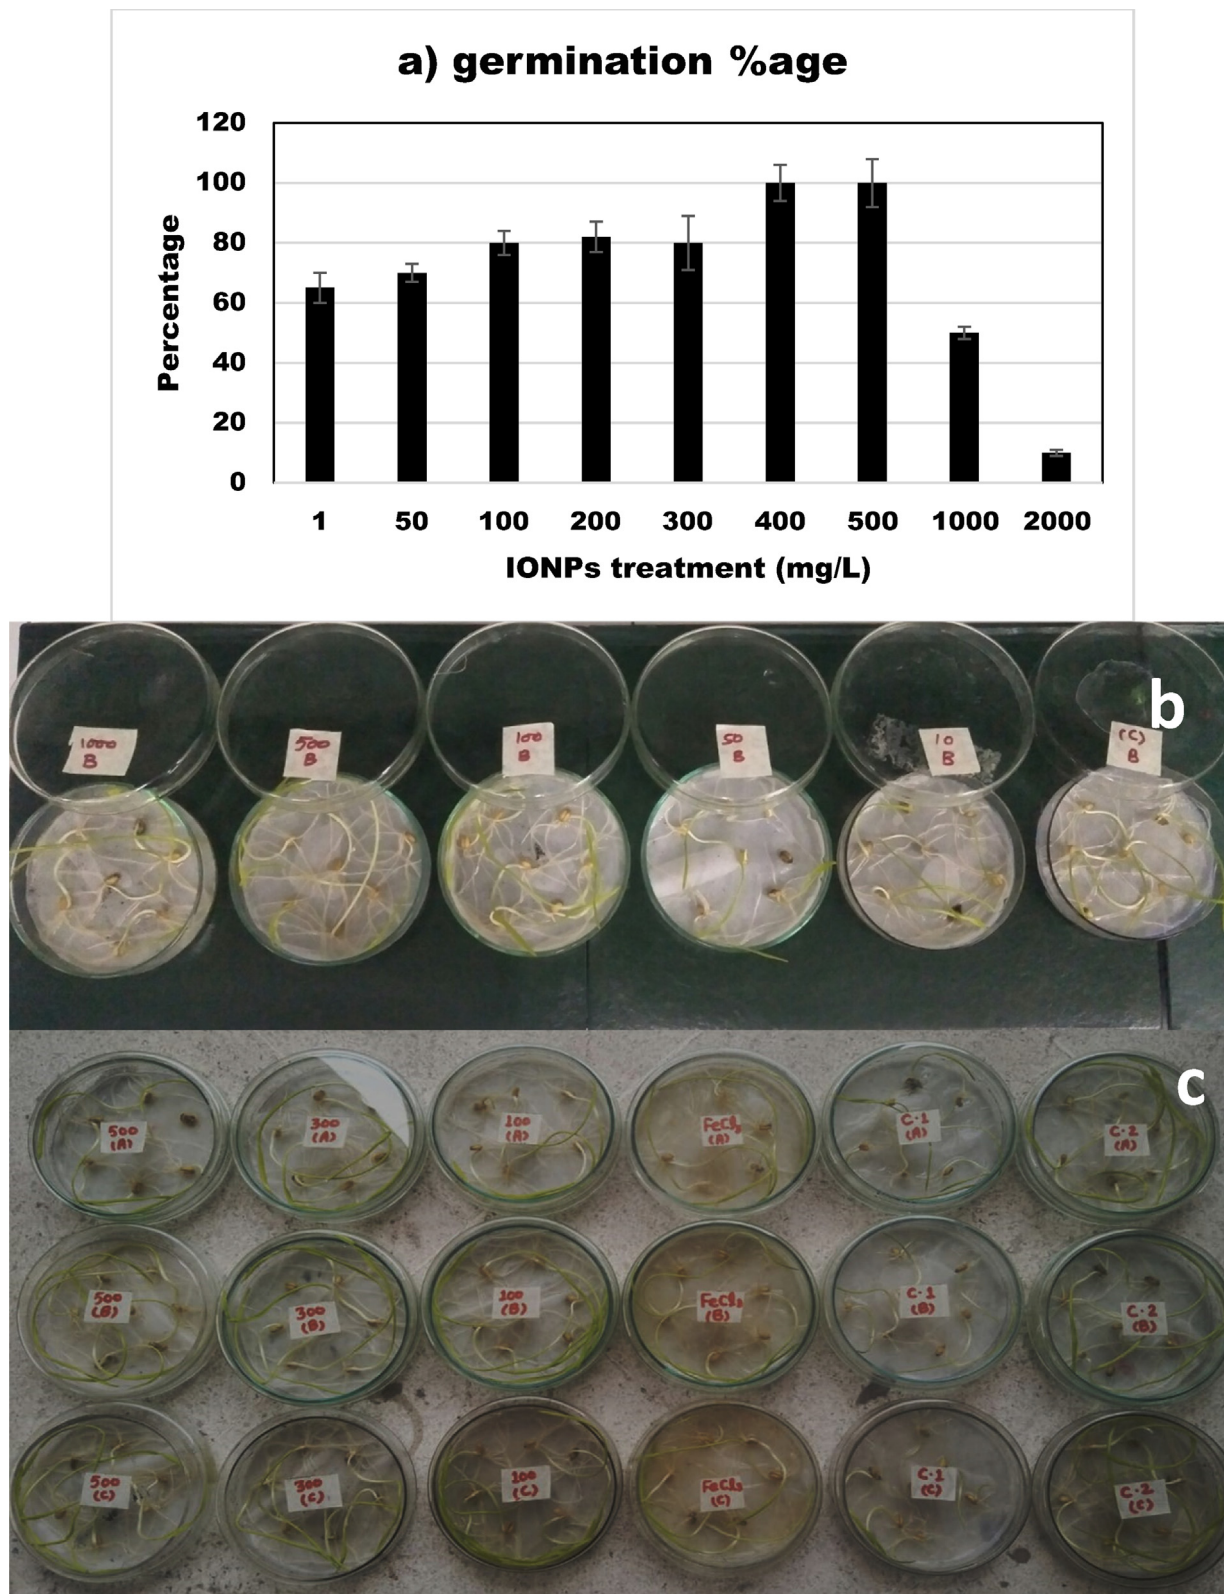 a) germination %age
120
100
80
60
40
20
0
Percentage
1 50 100 200 300 400 500 1000 2000
IONPs treatment (mg/L)
b
1000
B
500
B
100
B
50
B
10
B
(C)
B
c
500
(A)
300
(A)
100
(A)
FeCl3
(A)
C.1
(A)
C.2
(A)
500
(B)
300
(B)
100
(B)
FeCl3
(B)
C.1
(B)
C.2
(B)
500
(C)
300
(C)
100
(C)
FeCl3
(C)
C.1
(C)
C.2
(C)